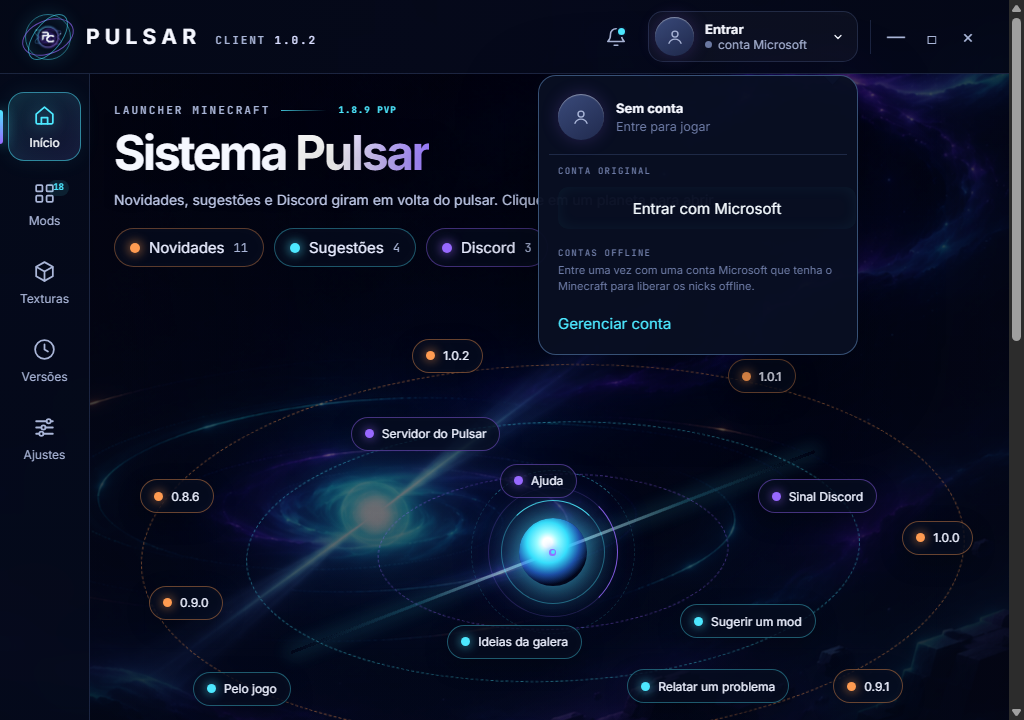 PC
PULSAR
CLIENT 1.0.2
Entrar
conta Microsoft
Sem conta
Entre para jogar
CONTA ORIGINAL
Entrar com Microsoft
CONTAS OFFLINE
Entre uma vez com uma conta Microsoft que tenha o
Minecraft para liberar os nicks offline.
Gerenciar conta
Início
18
Mods
Texturas
Versões
Ajustes
LAUNCHER MINECRAFT
1.8.9 PVP
Sistema Pulsar
Novidades, sugestões e Discord giram em volta do pulsar. Clique
Novidades 11
Sugestões 4
Discord 3
1.0.2
1.0.1
Servidor do Pulsar
Ajuda
0.8.6
Sinal Discord
1.0.0
0.9.0
Sugerir um mod
Ideias da galera
Pelo jogo
Relatar um problema
0.9.1